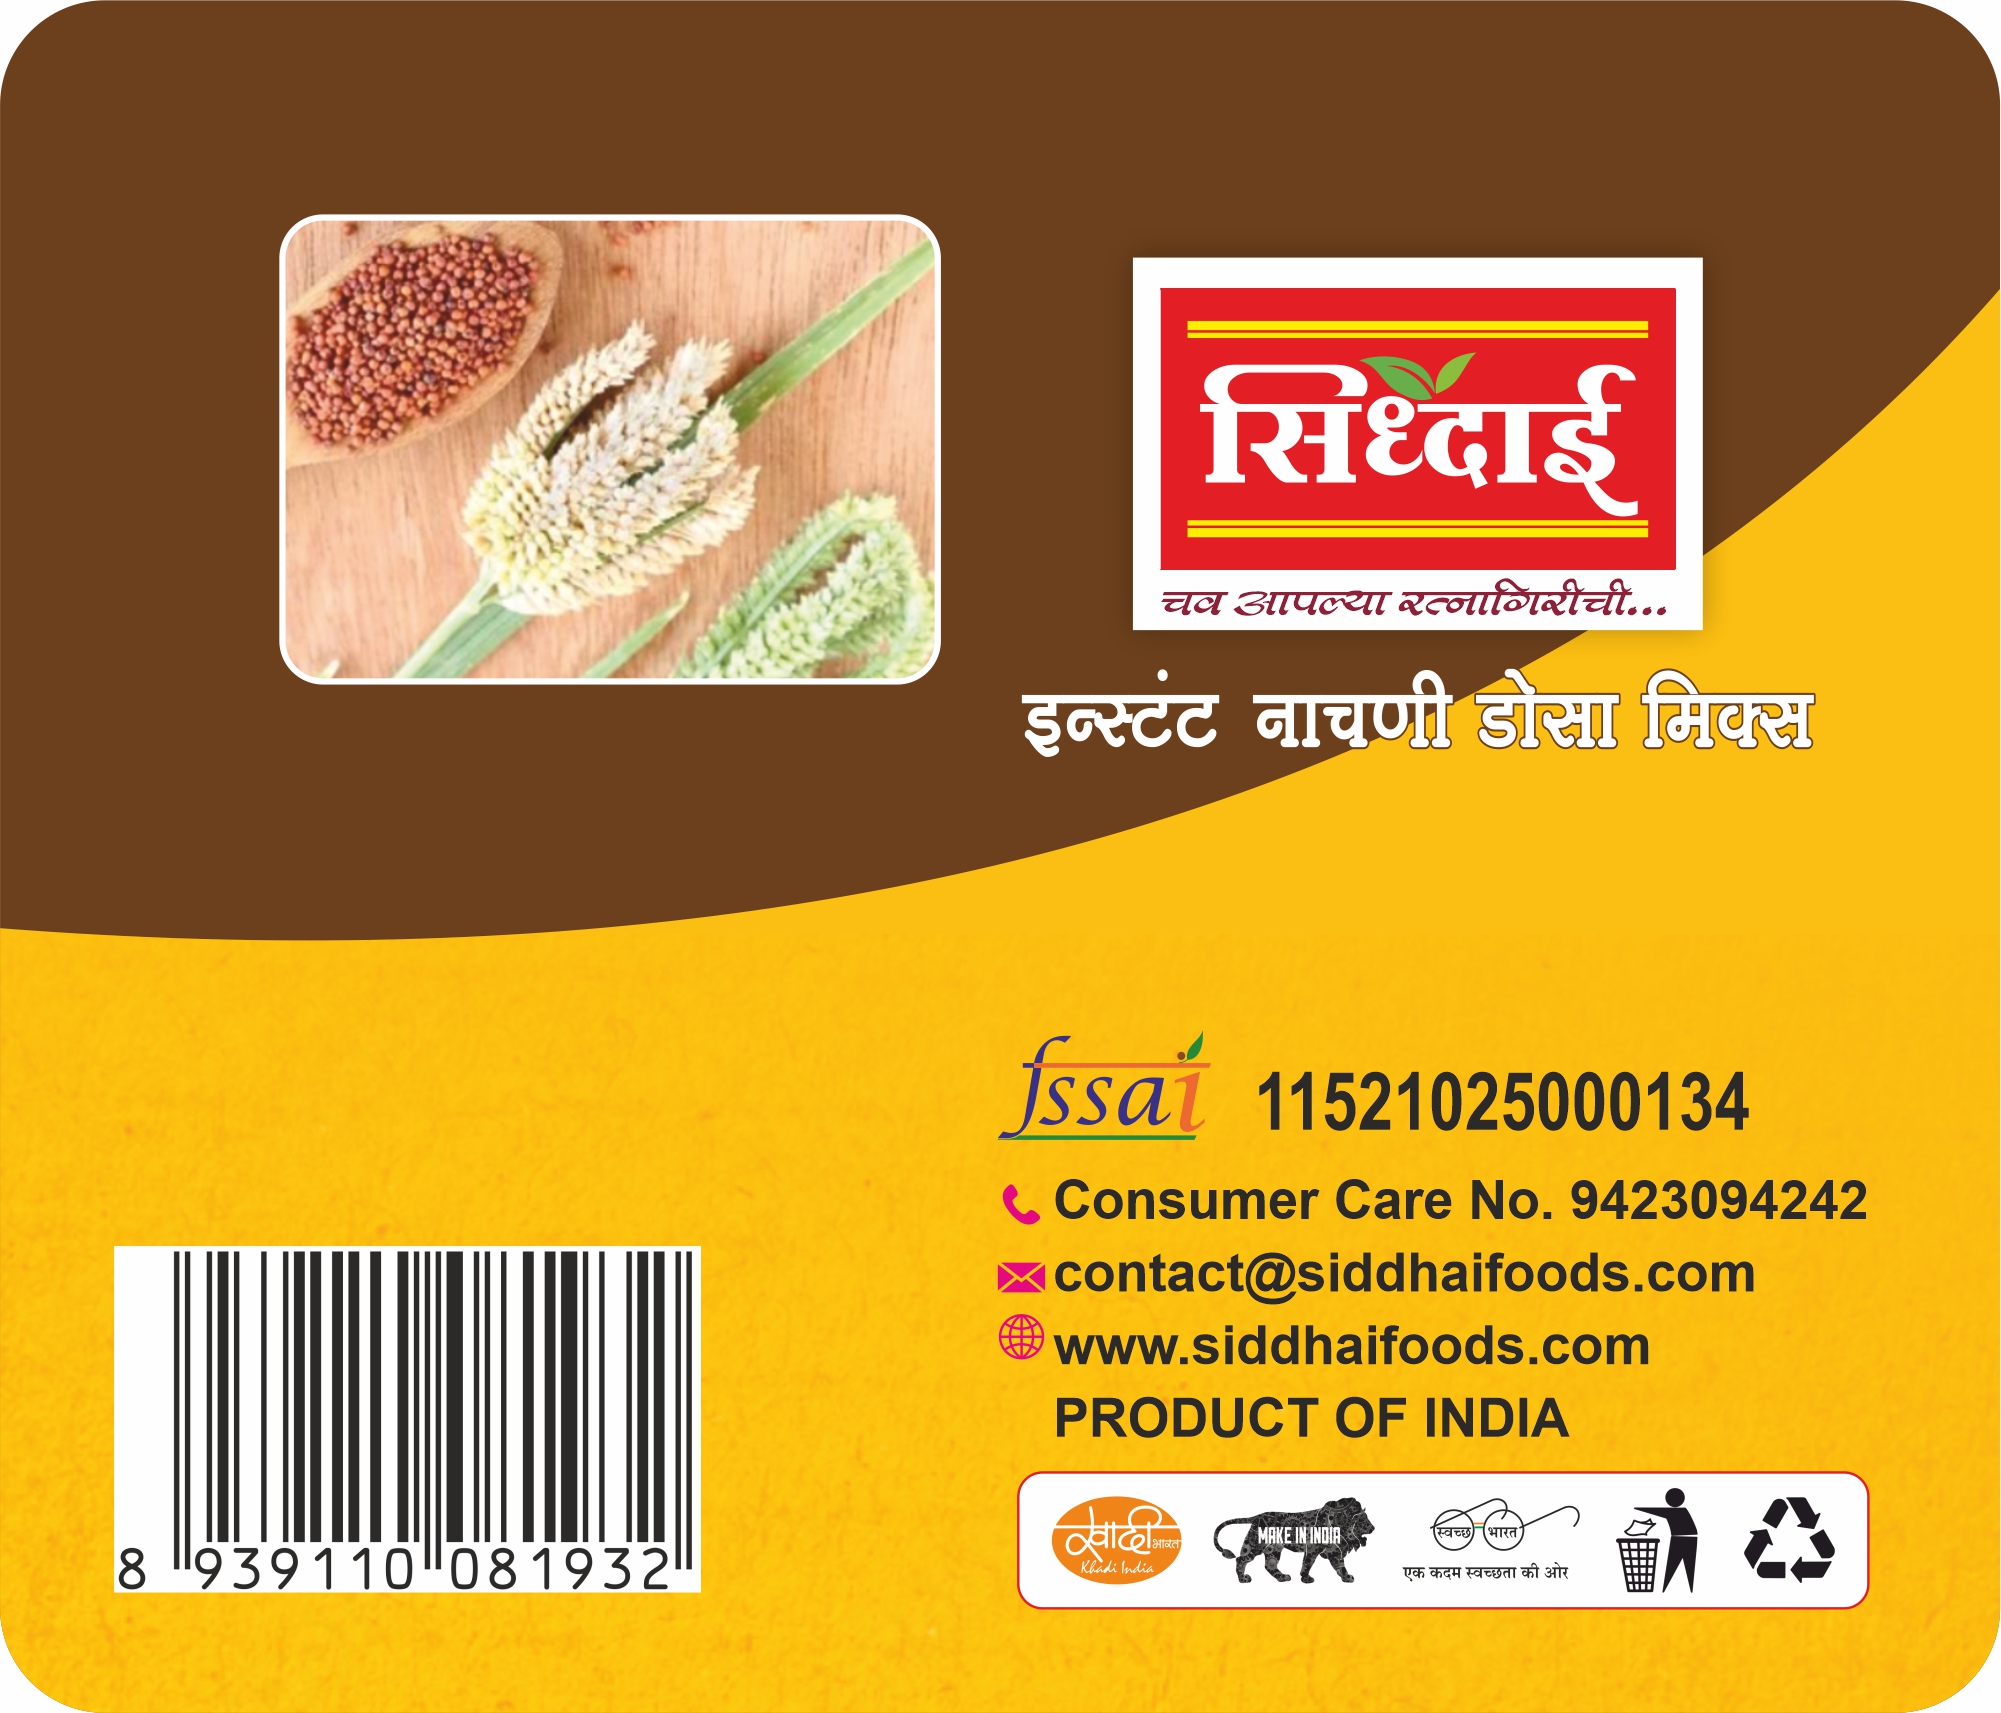 सिध्दाई
चव आपल्या रत्नागिरीची...
इन्स्टंट नाचणी डोसा मिक्स
fssai 11521025000134
Consumer Care No. 9423094242
contact@siddhaifoods.com
www.siddhaifoods.com
PRODUCT OF INDIA
8 939110 081932
खादी भारत
Khadi India
MAKE IN INDIA
स्वच्छ भारत
एक कदम स्वच्छता की ओर